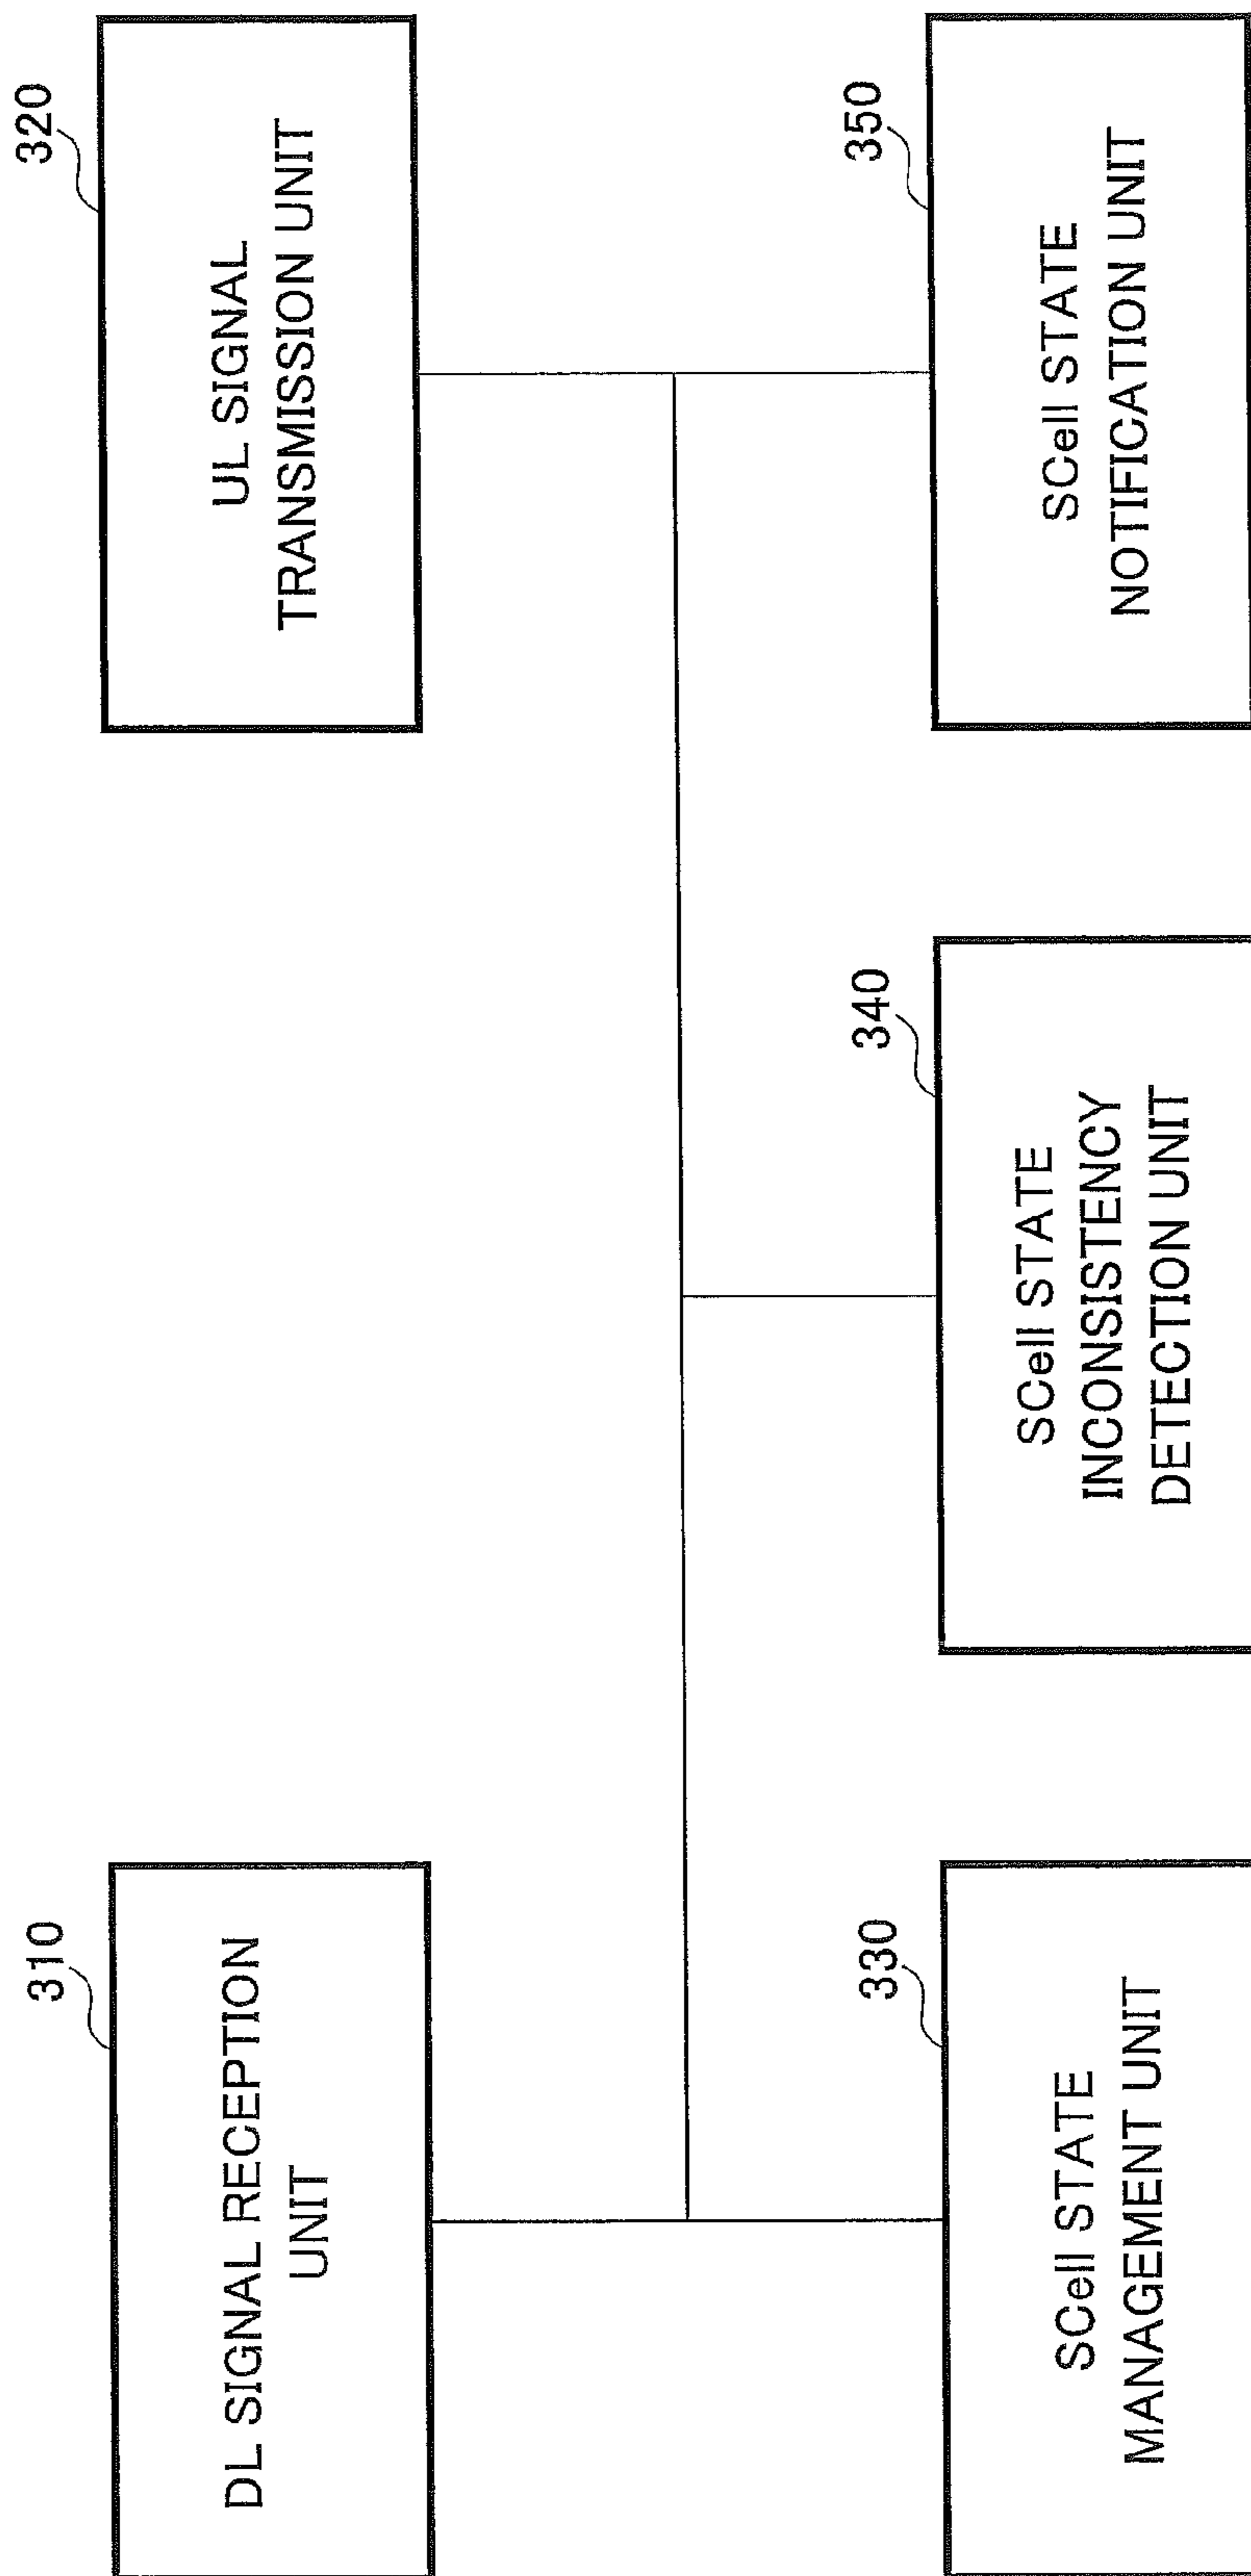 310
DL SIGNAL RECEPTION
UNIT
320
UL SIGNAL
TRANSMISSION UNIT
330
SCell STATE
MANAGEMENT UNIT
340
SCell STATE
INCONSISTENCY
DETECTION UNIT
350
SCell STATE
NOTIFICATION UNIT